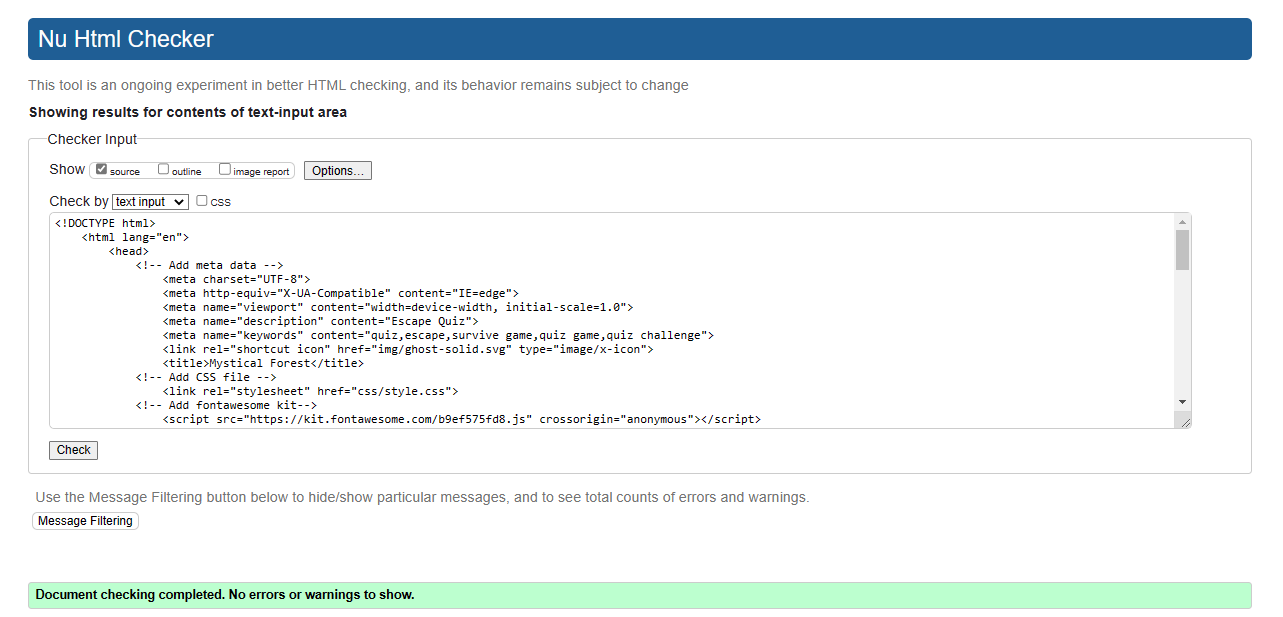 Nu Html Checker
This tool is an ongoing experiment in better HTML checking, and its behavior remains subject to change
Showing results for contents of text-input area
Checker Input
Show source outline image report Options...
Check by text input css
<!DOCTYPE html>
<html lang="en">
<head>
<!-- Add meta data -->
<meta charset="UTF-8">
<meta http-equiv="X-UA-Compatible" content="IE=edge">
<meta name="viewport" content="width=device-width, initial-scale=1.0">
<meta name="description" content="Escape Quiz">
<meta name="keywords" content="quiz,escape,survive game,quiz game,quiz challenge">
<link rel="shortcut icon" href="img/ghost-solid.svg" type="image/x-icon">
<title>Mystical Forest</title>
<!-- Add CSS file -->
<link rel="stylesheet" href="css/style.css">
<!-- Add fontawesome kit-->
<script src="https://kit.fontawesome.com/b9ef575fd8.js" crossorigin="anonymous"></script>
Check
Use the Message Filtering button below to hide/show particular messages, and to see total counts of errors and warnings.
Message Filtering
Document checking completed. No errors or warnings to show.